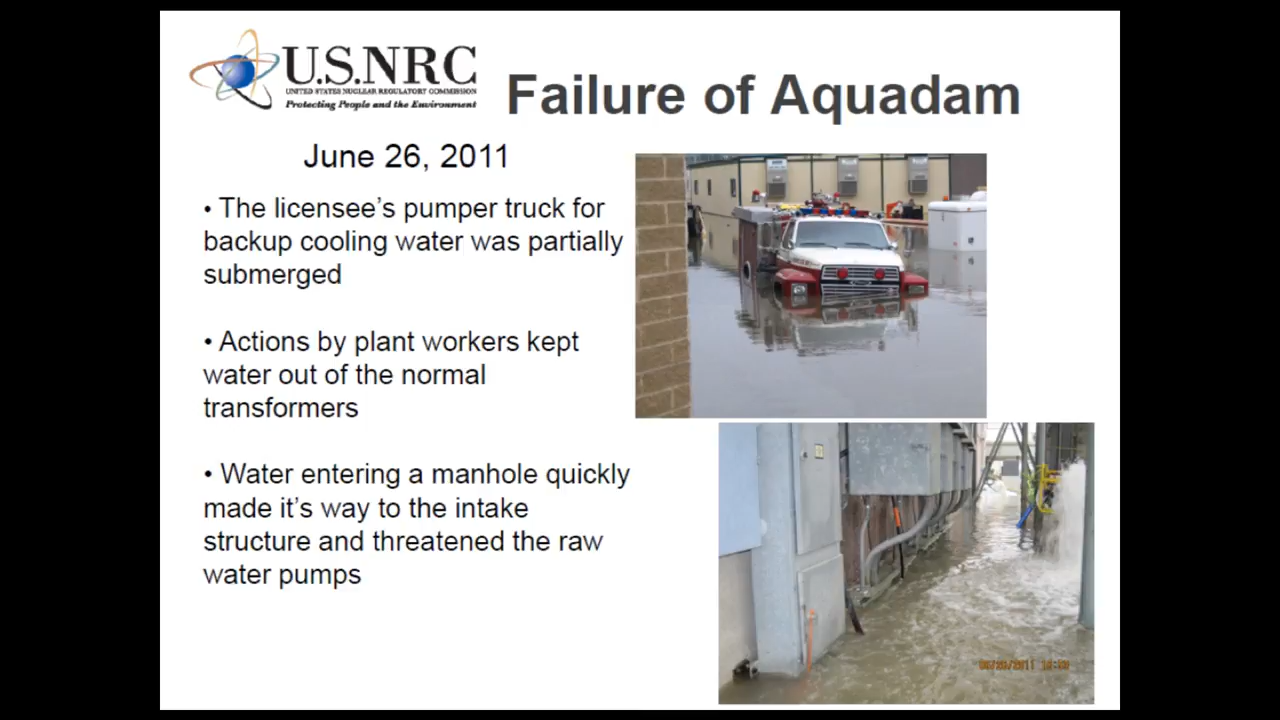 U.S.NRC
UNITED STATES NUCLEAR REGULATORY COMMISSION
Protecting People and the Environment
Failure of Aquadam
June 26, 2011
• The licensee's pumper truck for
backup cooling water was partially
submerged
• Actions by plant workers kept
water out of the normal
transformers
• Water entering a manhole quickly
made it's way to the intake
structure and threatened the raw
water pumps